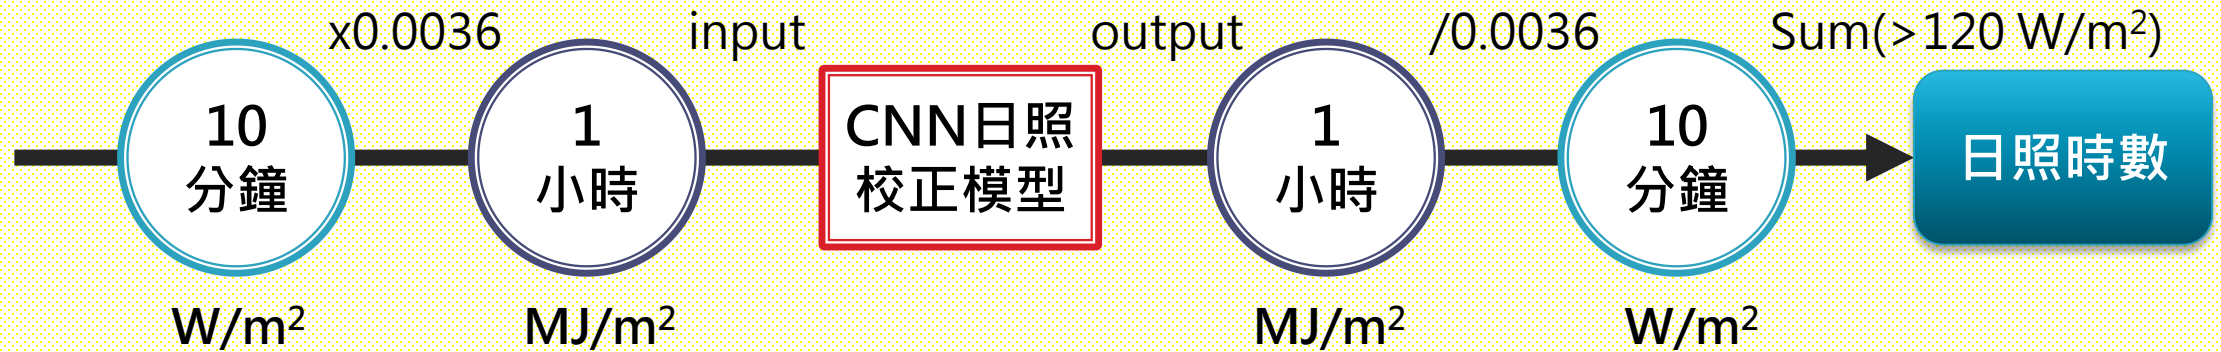 x0.0036
input
output
/0.0036
Sum(>120 W/m²)
10
分鐘
1
小時
CNN日照
校正模型
1
小時
10
分鐘
日照時數
W/m²
MJ/m²
MJ/m²
W/m²